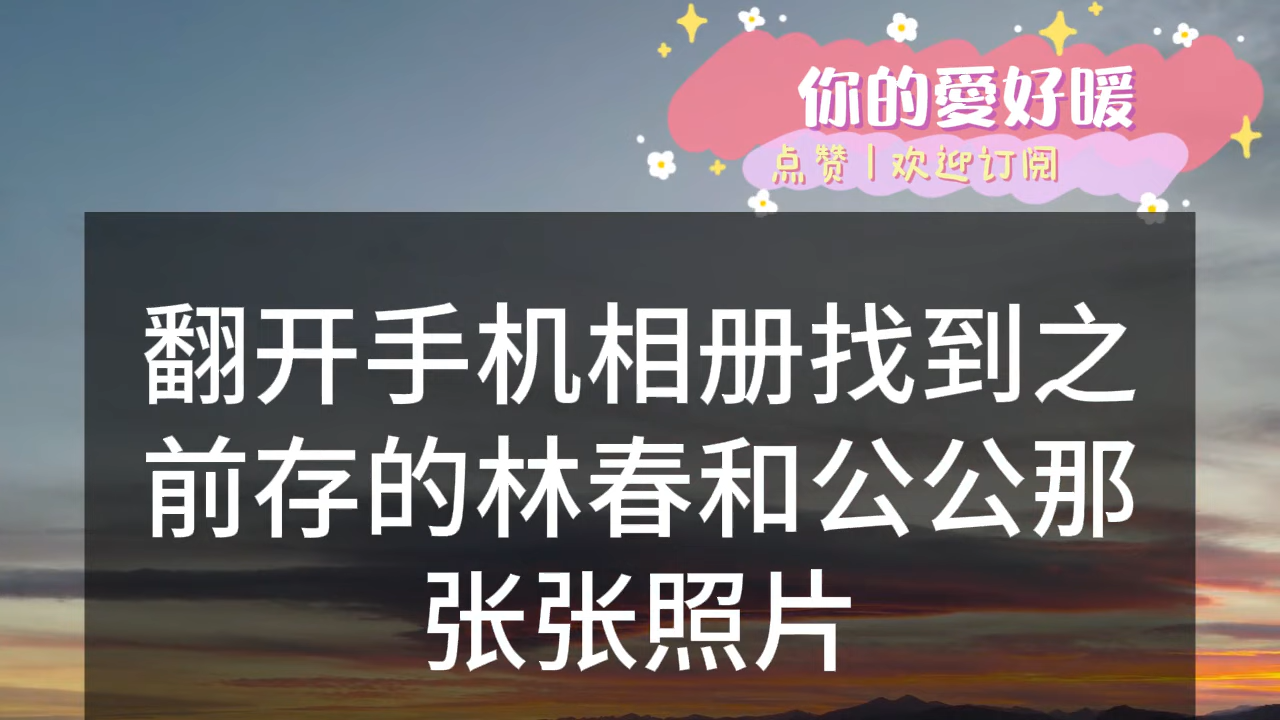 你的愛好暖
点赞 | 欢迎订阅
翻开手机相册找到之
前存的林春和公公那
张张照片